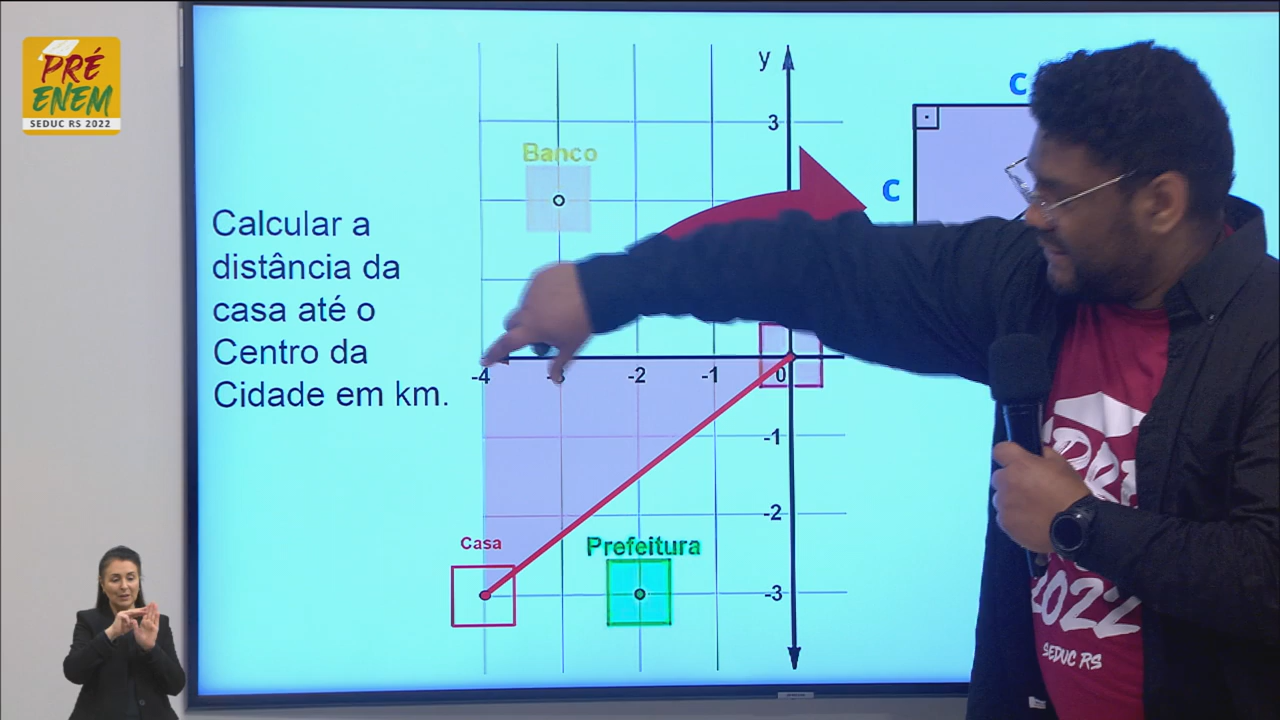 PRÉ
ENEM
SEDUC RS 2022
Calcular a
distância da
casa até o
Centro da
Cidade em km.
y
3
Banco
C
C
-4
-2
-1
0
-1
-2
-3
Casa
Prefeitura
2022
SEDUC RS